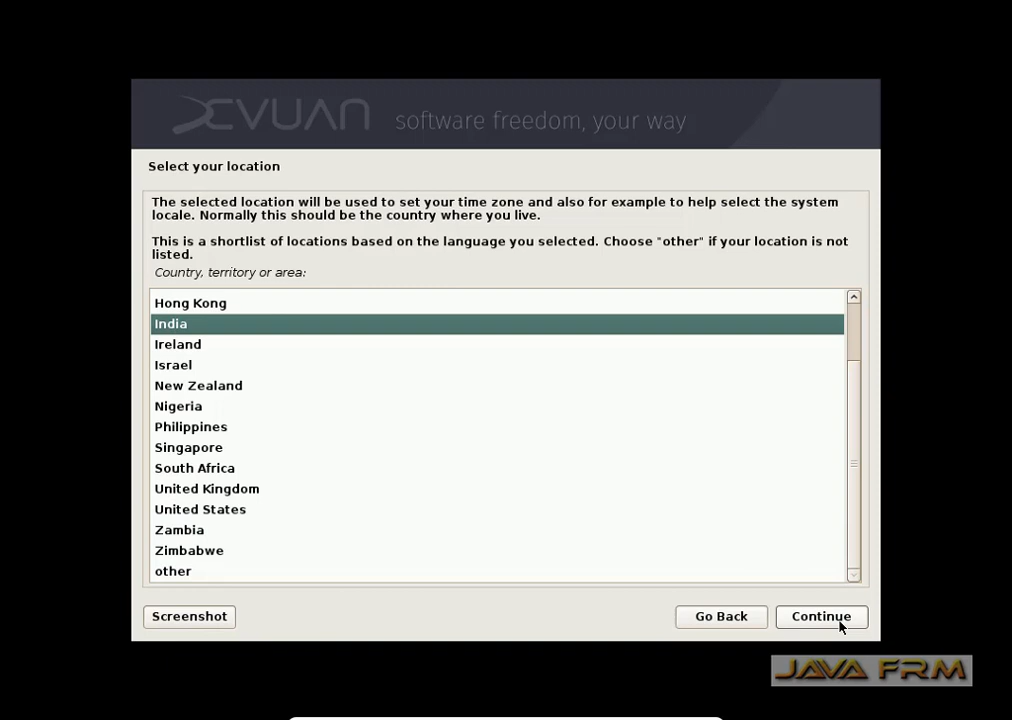 DEVUAN software freedom, your way
Select your location
The selected location will be used to set your time zone and also for example to help select the system
locale. Normally this should be the country where you live.
This is a shortlist of locations based on the language you selected. Choose "other" if your location is not
listed.
Country, territory or area:
Hong Kong
India
Ireland
Israel
New Zealand
Nigeria
Philippines
Singapore
South Africa
United Kingdom
United States
Zambia
Zimbabwe
other
Screenshot
Go Back
Continue
JAVA FRM